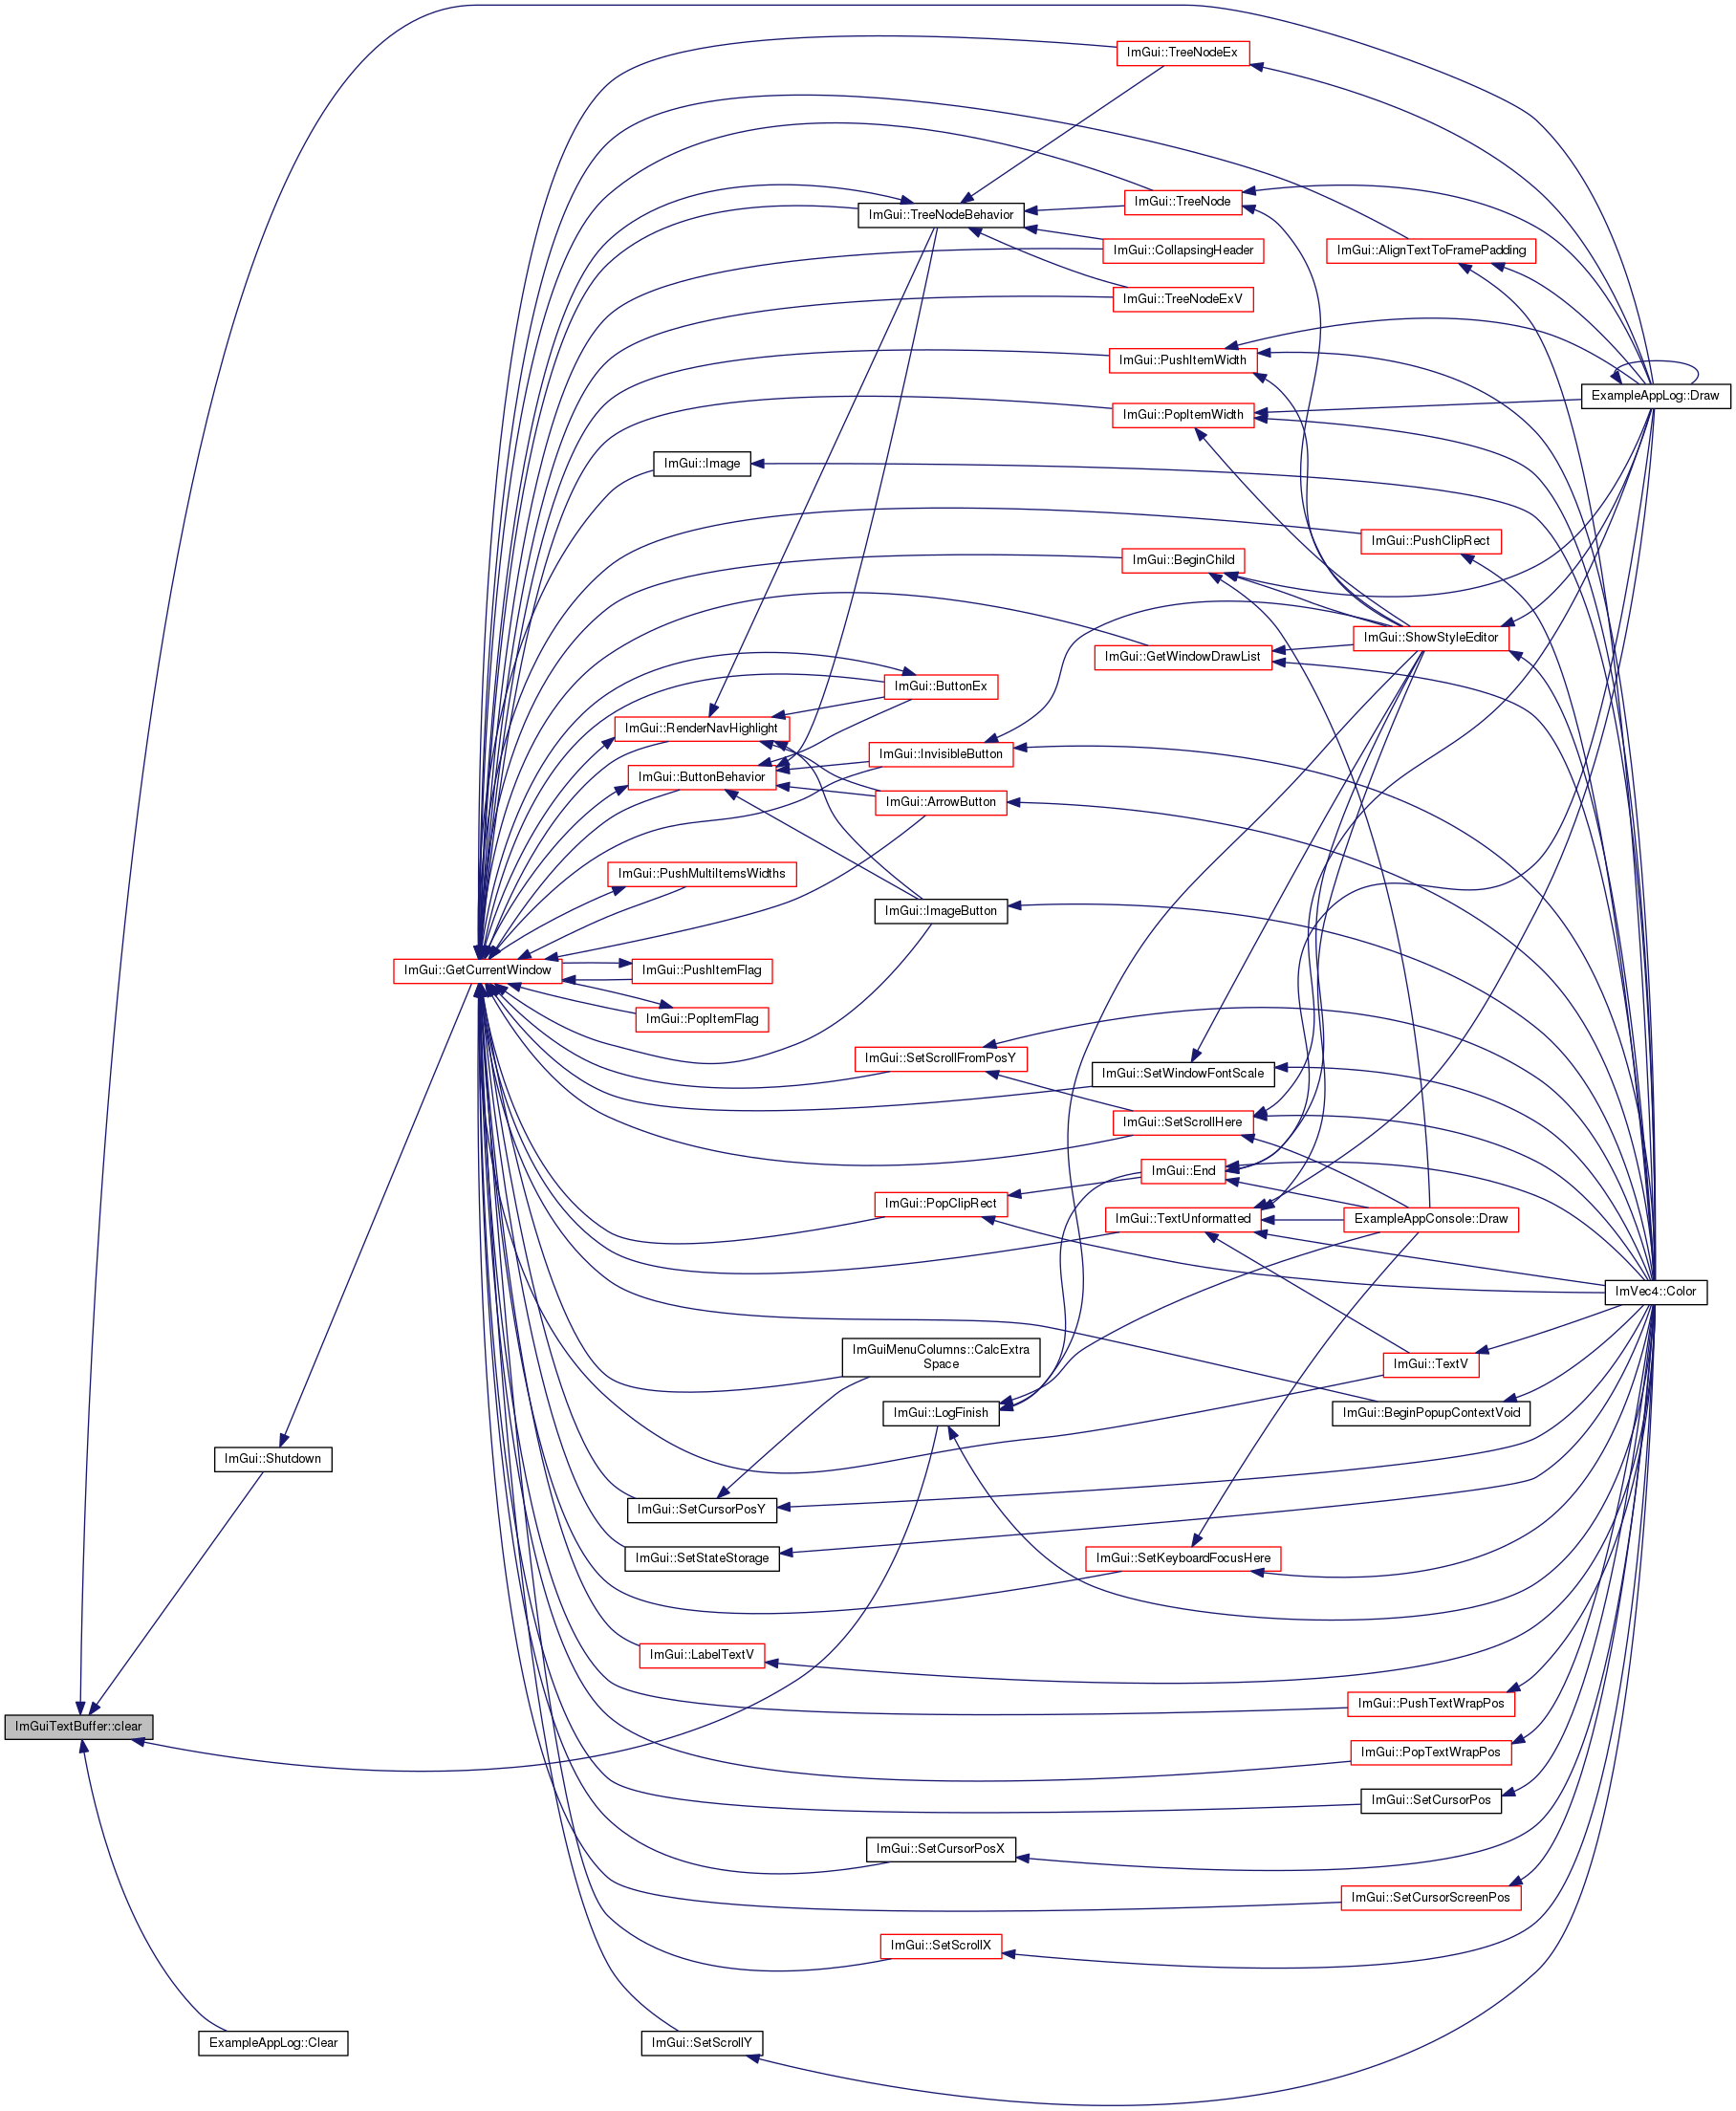 ImGui::TreeNodeEx
ImGui::TreeNode
ImGui::TreeNodeBehavior
ImGui::AlignTextToFramePadding
ImGui::CollapsingHeader
ImGui::TreeNodeExV
ImGui::PushItemWidth
ExampleAppLog::Draw
ImGui::PopItemWidth
ImGui::Image
ImGui::PushClipRect
ImGui::BeginChild
ImGui::ShowStyleEditor
ImGui::GetWindowDrawList
ImGui::ButtonEx
ImGui::RenderNavHighlight
ImGui::InvisibleButton
ImGui::ButtonBehavior
ImGui::ArrowButton
ImGui::PushMultiItemsWidths
ImGui::ImageButton
ImGui::GetCurrentWindow
ImGui::PushItemFlag
ImGui::PopItemFlag
ImGui::SetScrollFromPosY
ImGui::SetWindowFontScale
ImGui::SetScrollHere
ImGui::End
ImGui::PopClipRect
ImGui::TextUnformatted
ExampleAppConsole::Draw
ImVec4::Color
ImGuiMenuColumns::CalcExtra
Space
ImGui::TextV
ImGui::LogFinish
ImGui::BeginPopupContextVoid
ImGui::Shutdown
ImGui::SetCursorPosY
ImGui::SetStateStorage
ImGui::SetKeyboardFocusHere
ImGui::LabelTextV
ImGui::PushTextWrapPos
ImGuiTextBuffer::clear
ImGui::PopTextWrapPos
ImGui::SetCursorPos
ImGui::SetCursorPosX
ImGui::SetCursorScreenPos
ImGui::SetScrollX
ExampleAppLog::Clear
ImGui::SetScrollY